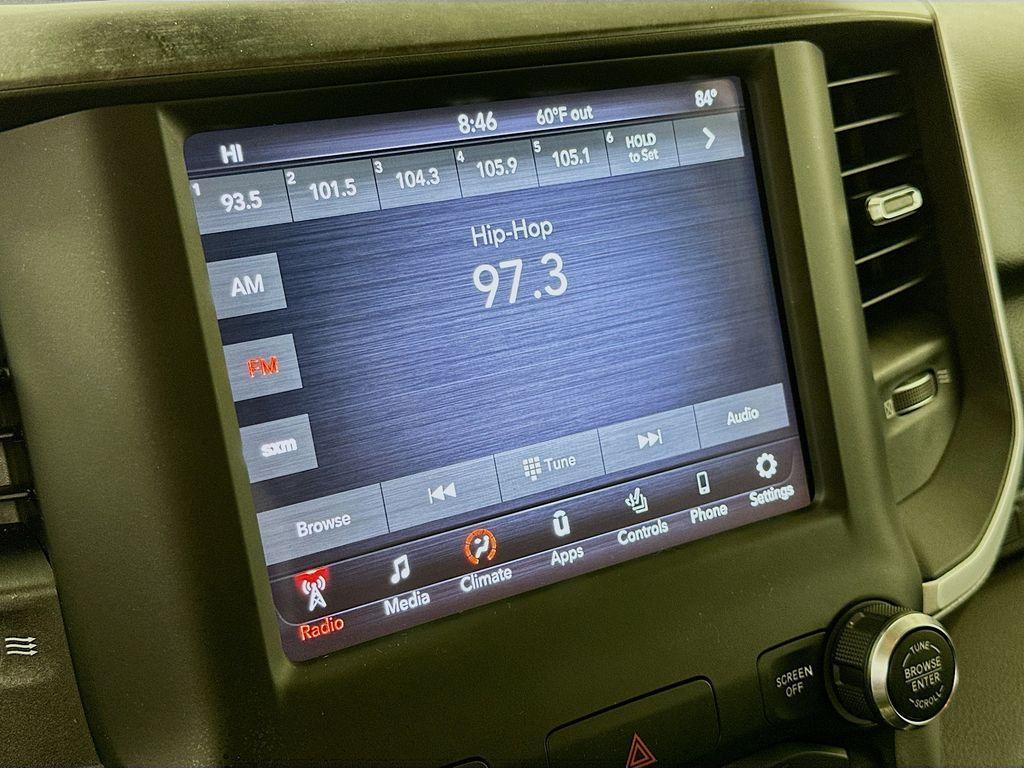 HI 8:46 60°F out 84°
1 93.5 2 101.5 3 104.3 4 105.9 5 105.1 6 HOLD to Set
Hip-Hop
97.3
AM
FM
sxm
Browse Tune Audio
Radio Media Climate Apps Controls Phone Settings
SCREEN
OFF
TUNE
BROWSE
ENTER
SCROLL